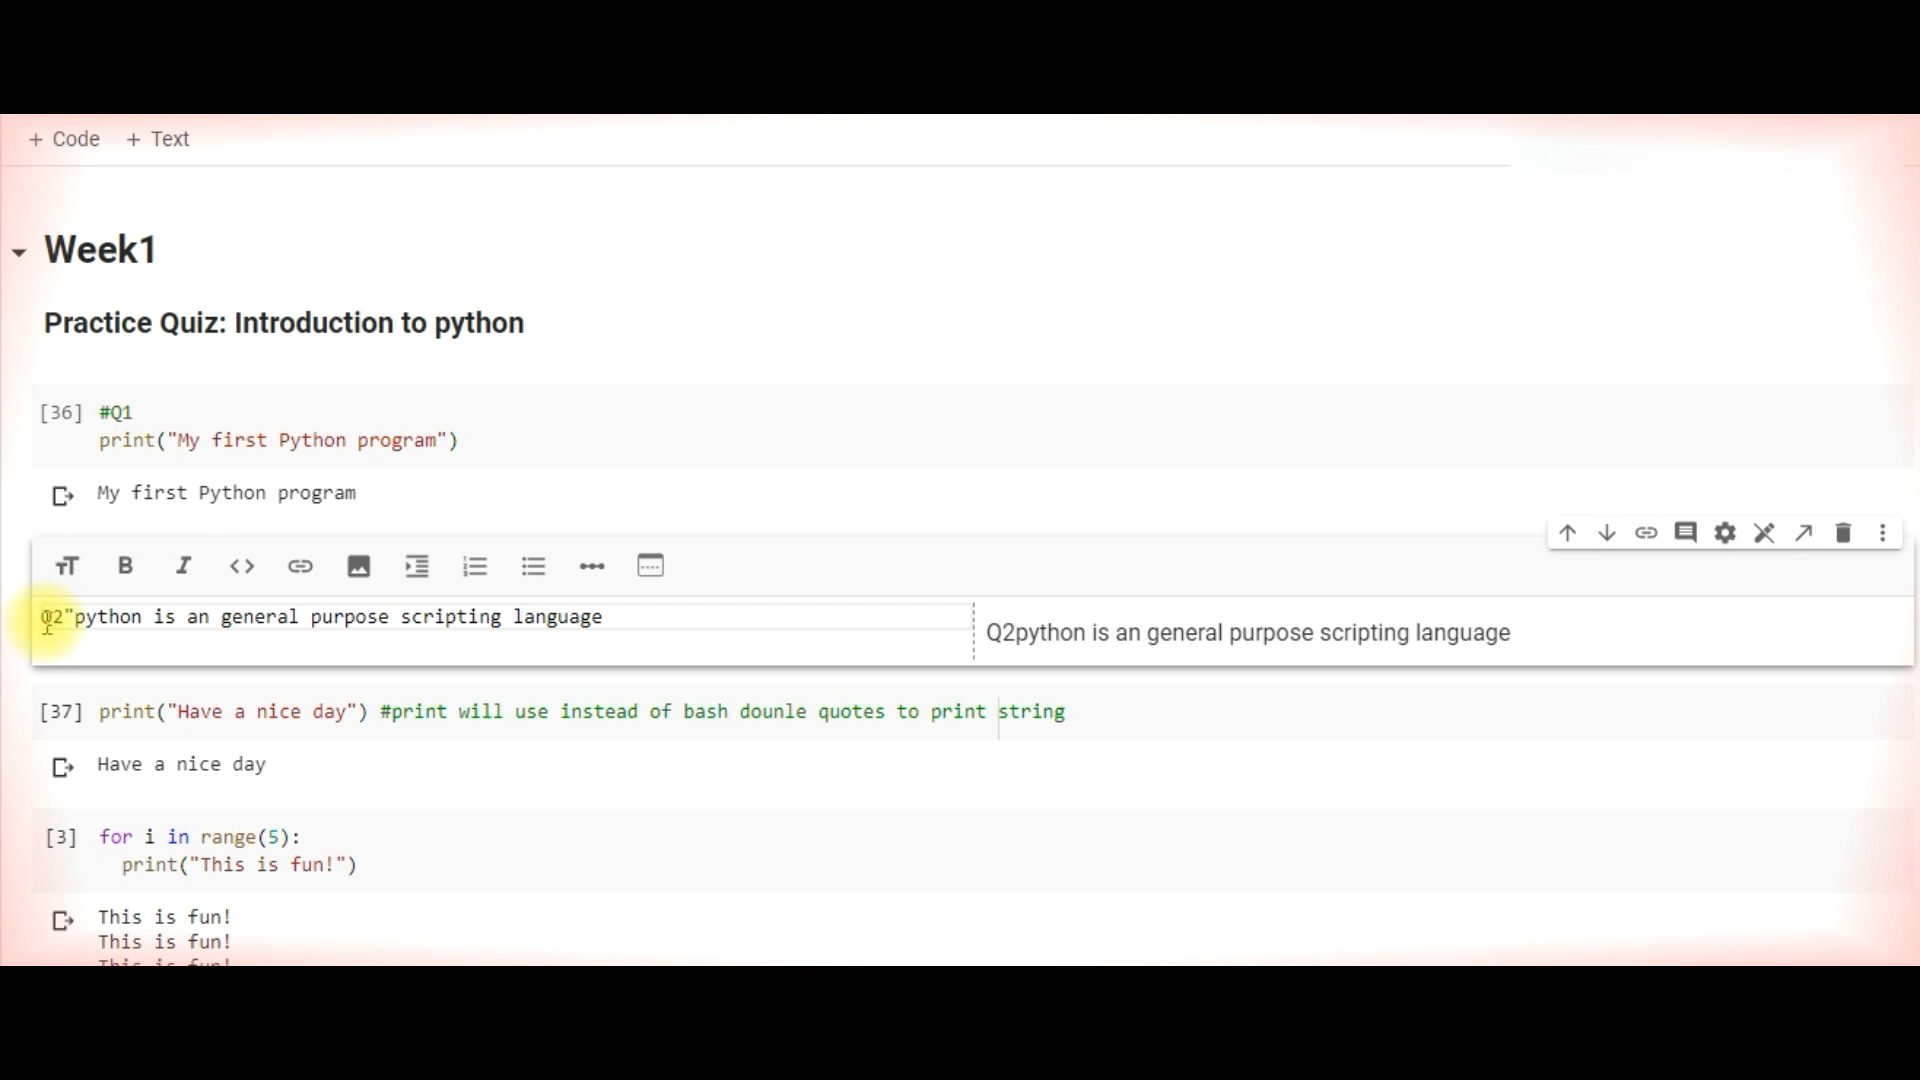 + Code + Text
Week1
Practice Quiz: Introduction to python
[36] #Q1
print("My first Python program")
My first Python program
Q2"python is an general purpose scripting language
Q2python is an general purpose scripting language
[37] print("Have a nice day") #print will use instead of bash dounle quotes to print string
Have a nice day
[3] for i in range(5):
print("This is fun!")
This is fun!
This is fun!
This is fun!